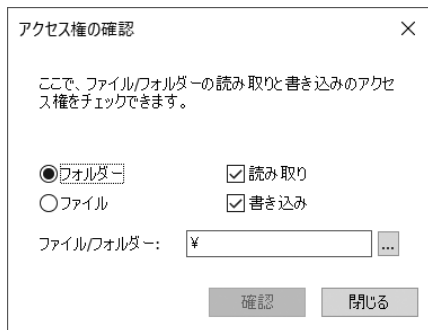 アクセス権の確認
ここで、ファイル/フォルダーの読み取りと書き込みのアクセ
ス権をチェックできます。
フォルダー 読み取り
ファイル 書き込み
ファイル/フォルダー: ¥ ...
確認 閉じる